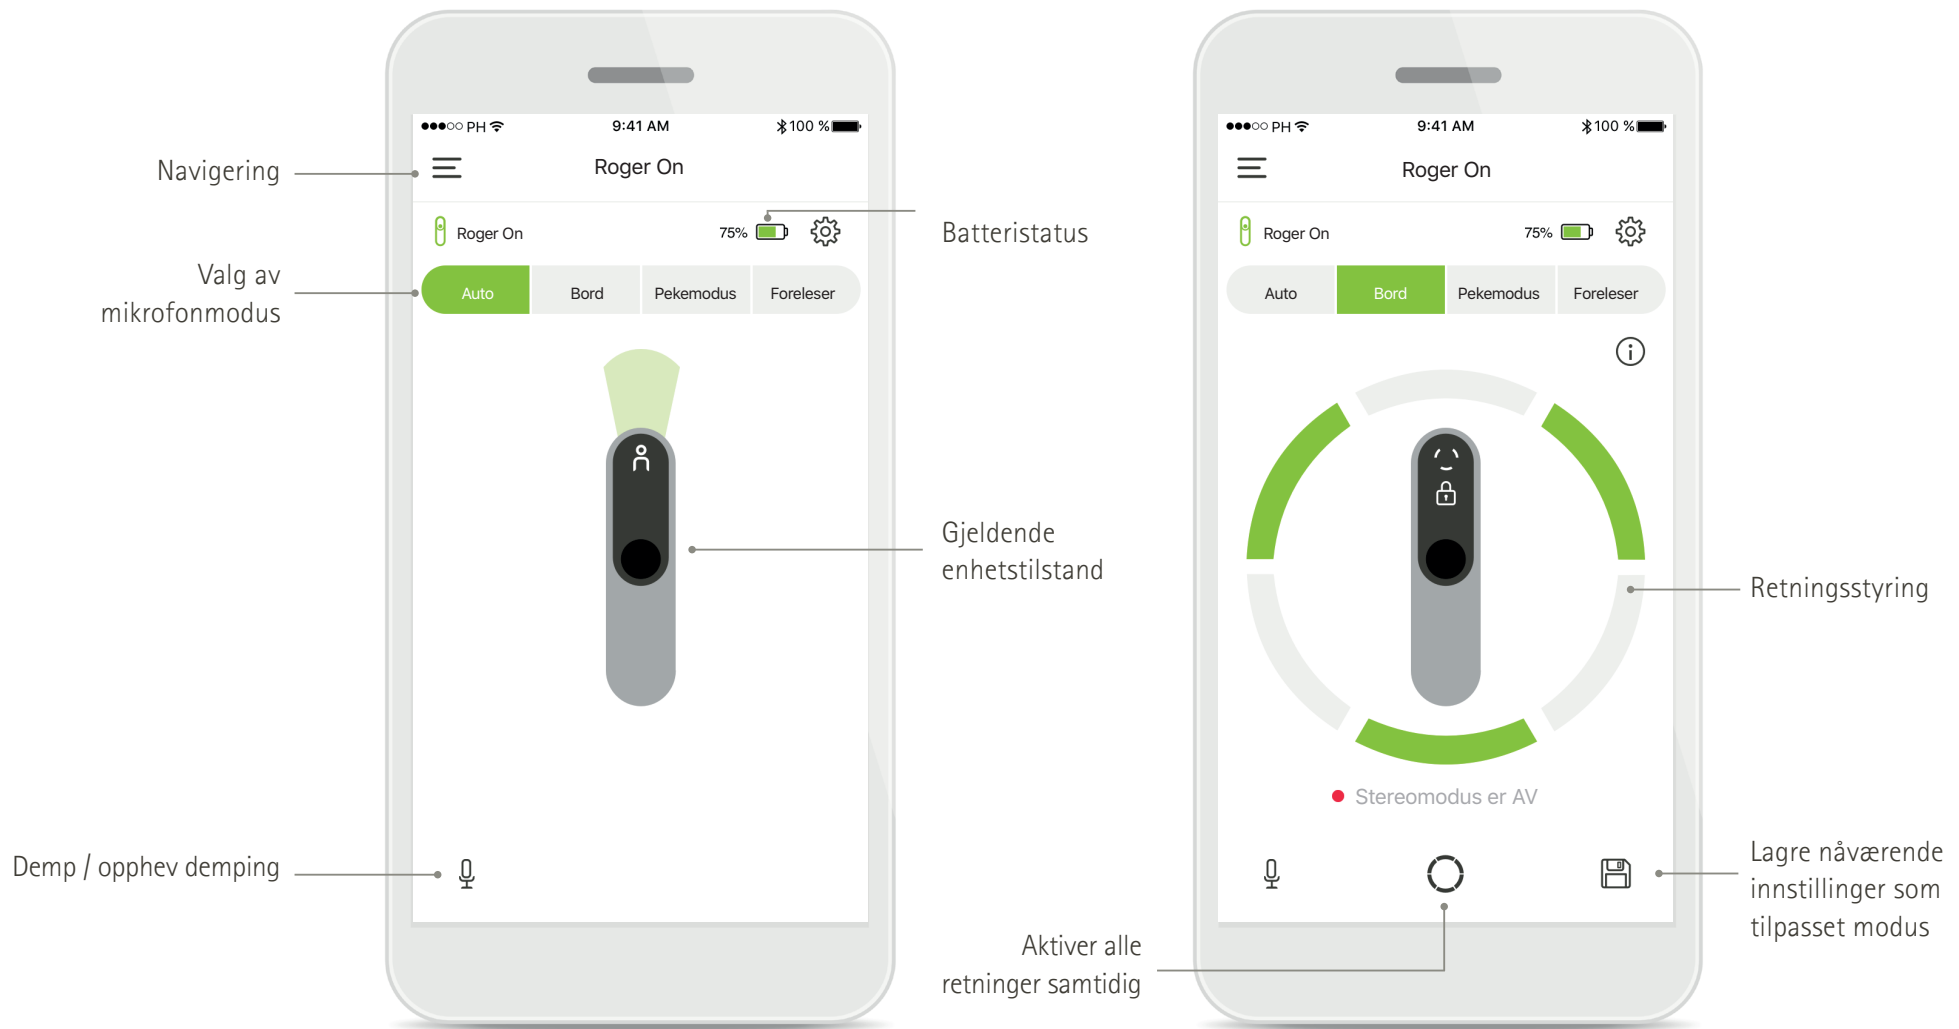 PH
9:41 AM
100 %
Roger On
Roger On
75%
Auto
Bord
Pekemodus
Foreleser
Navigering
Valg av
mikrofonmodus
Demp / opphev demping
Batteristatus
Gjeldende
enhetstilstand
PH
9:41 AM
100 %
Roger On
Roger On
75%
Auto
Bord
Pekemodus
Foreleser
Stereomodus er AV
Aktiver alle
retninger samtidig
Retningsstyring
Lagre nåværende
innstillinger som
tilpasset modus